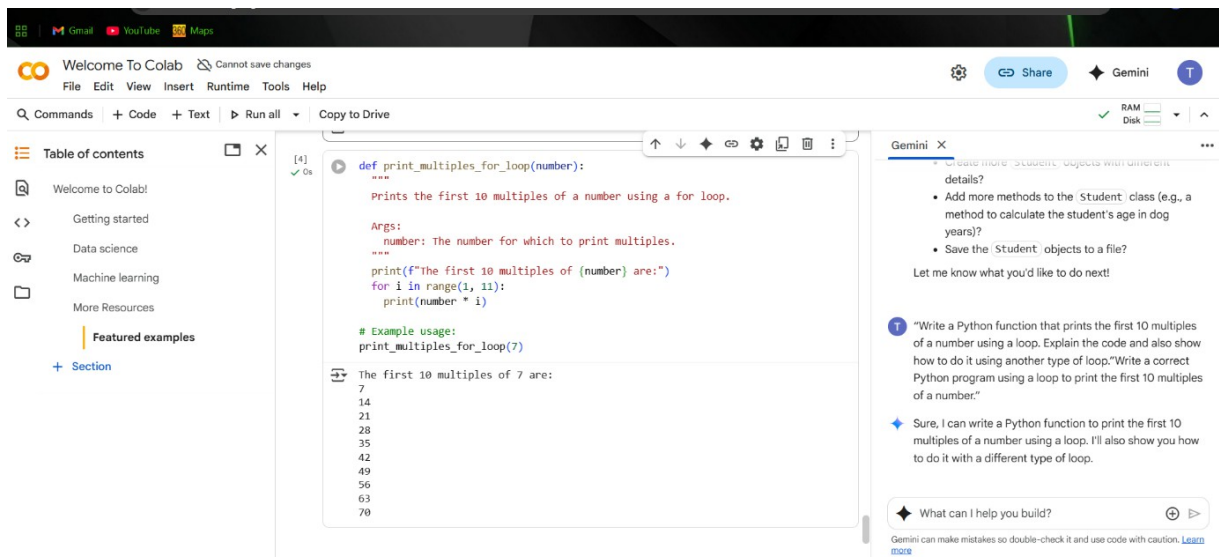 Gmail YouTube Maps
Welcome To Colab Cannot save changes
File Edit View Insert Runtime Tools Help
Share
Gemini
T
Commands + Code + Text Run all Copy to Drive
RAM
Disk
Table of contents
Welcome to Colab!
Getting started
Data science
Machine learning
More Resources
Featured examples
+ Section
[4]
0s
def print_multiples_for_loop(number):
"""
Prints the first 10 multiples of a number using a for loop.
Args:
number: The number for which to print multiples.
"""
print(f"The first 10 multiples of {number} are:")
for i in range(1, 11):
print(number * i)
# Example usage:
print_multiples_for_loop(7)
The first 10 multiples of 7 are:
7
14
21
28
35
42
49
56
63
70
Gemini
Create more Student objects with different
details?
• Add more methods to the Student class (e.g., a
method to calculate the student's age in dog
years)?
• Save the Student objects to a file?
Let me know what you'd like to do next!
T
“Write a Python function that prints the first 10 multiples
of a number using a loop. Explain the code and also show
how to do it using another type of loop.”Write a correct
Python program using a loop to print the first 10 multiples
of a number.”
Sure, I can write a Python function to print the first 10
multiples of a number using a loop. I'll also show you how
to do it with a different type of loop.
What can I help you build?
Gemini can make mistakes so double-check it and use code with caution. Learn
more